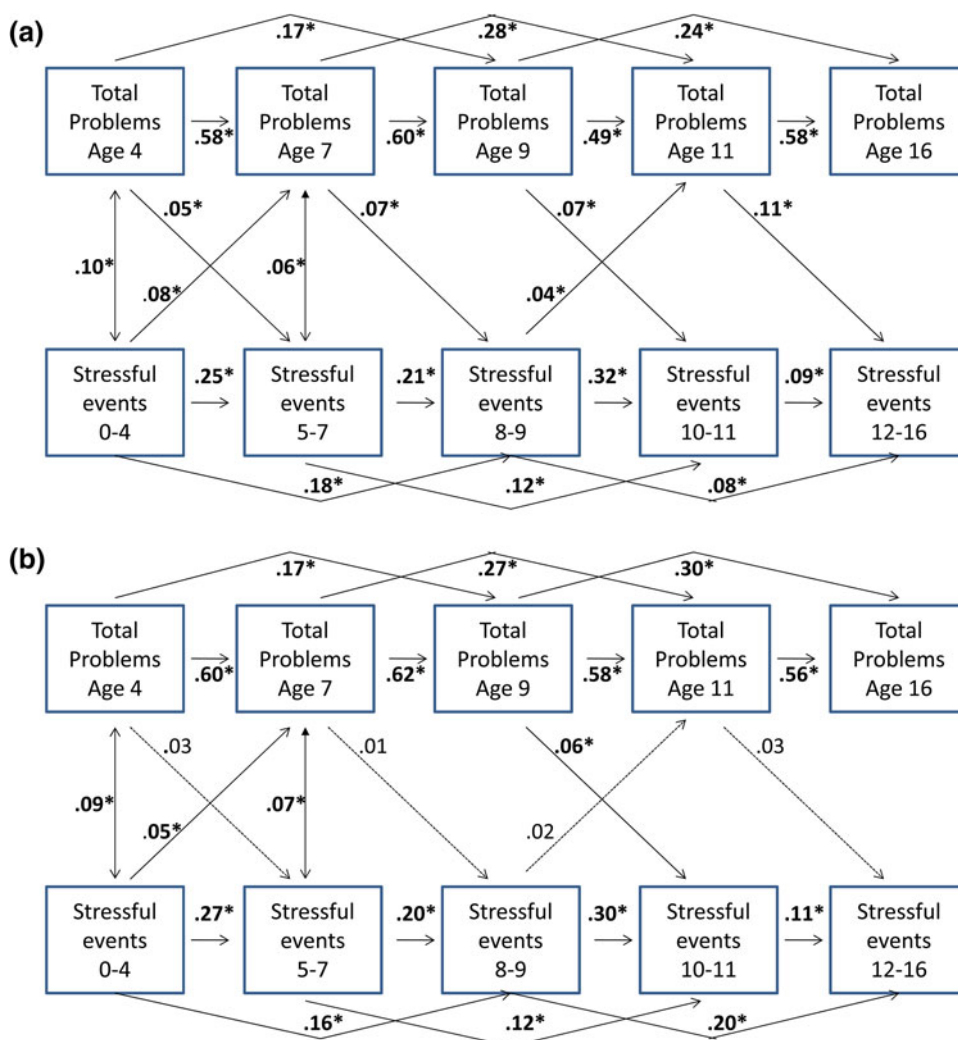 (a)
.17* .28* .24*
Total Total Total Total Total
Problems Problems Problems Problems Problems
Age 4 .58* Age 7 .60* Age 9 .49* Age 11 .58* Age 16
.05* .07* .07* .11*
.10* .08* .06* .04*
Stressful .25* Stressful .21* Stressful .32* Stressful .09* Stressful
events events events events events
0-4 5-7 8-9 10-11 12-16
.18* .12* .08*
(b)
.17* .27* .30*
Total Total Total Total Total
Problems Problems Problems Problems Problems
Age 4 .60* Age 7 .62* Age 9 .58* Age 11 .56* Age 16
.03 .01 .06* .03
.09* .05* .07* .02
Stressful .27* Stressful .20* Stressful .30* Stressful .11* Stressful
events events events events events
0-4 5-7 8-9 10-11 12-16
.16* .12* .20*